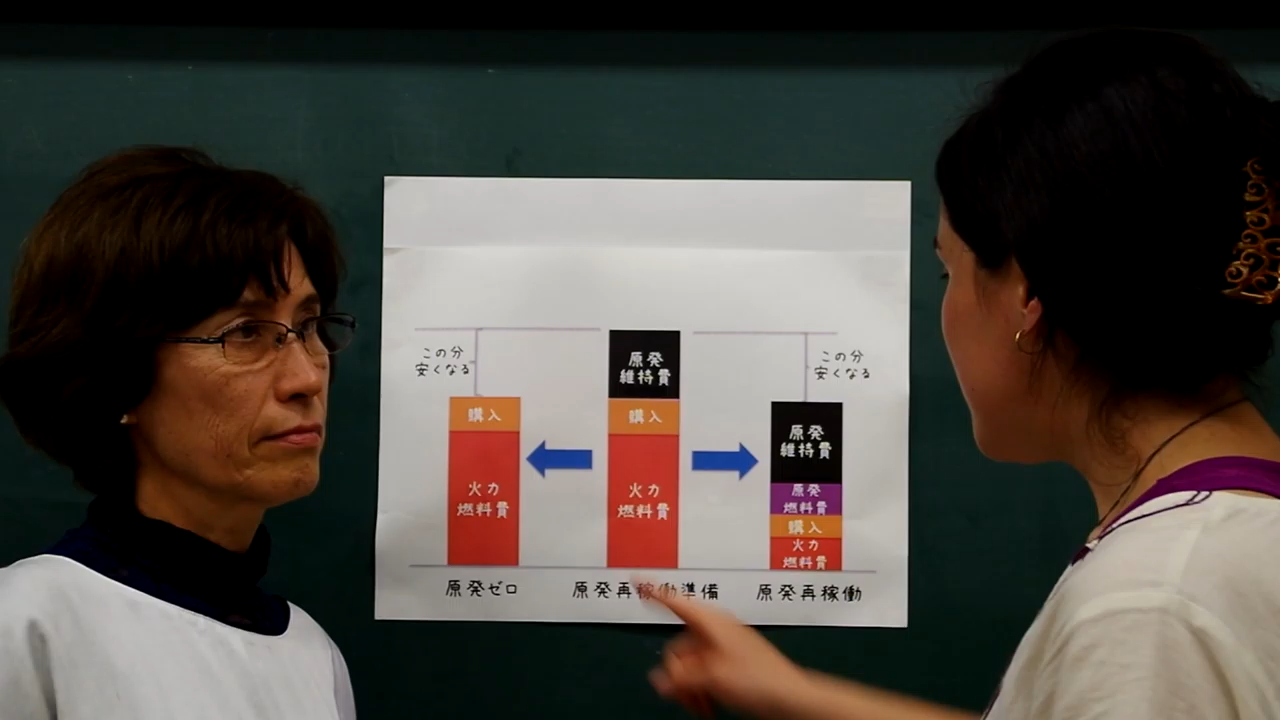 この分
安くなる
購入
火力
燃料費
原発ゼロ
原発
維持費
購入
火力
燃料費
原発再稼働準備
この分
安くなる
原発
維持費
原発
燃料費
購入
火力
燃料費
原発再稼働